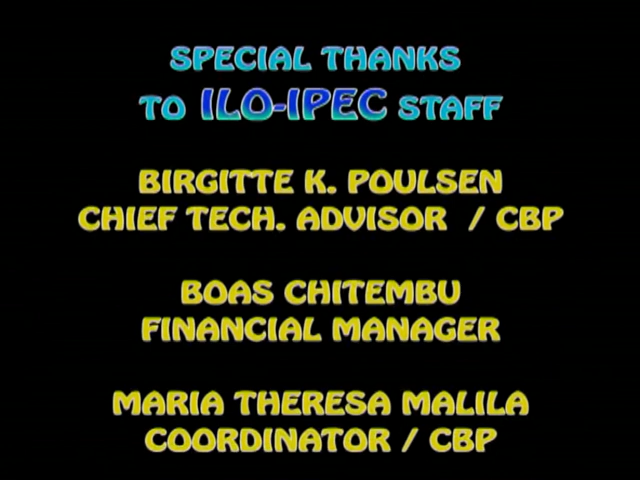 SPECIAL THANKS
TO ILO-IPEC STAFF
BIRGITTE K. POULSEN
CHIEF TECH. ADVISOR / CBP
BOAS CHITEMBU
FINANCIAL MANAGER
MARIA THERESA MALILA
COORDINATOR / CBP